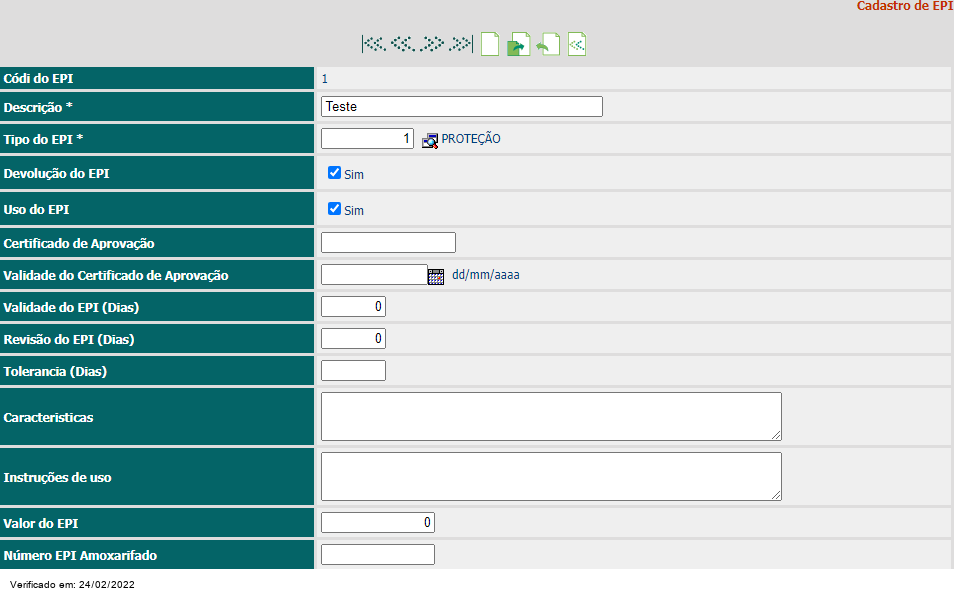 Cadastro de EPI
Códi do EPI 1
Descrição * Teste
Tipo do EPI * 1 PROTEÇÃO
Devolução do EPI Sim
Uso do EPI Sim
Certificado de Aprovação
Validade do Certificado de Aprovação dd/mm/aaaa
Validade do EPI (Dias) 0
Revisão do EPI (Dias) 0
Tolerancia (Dias)
Caracteristicas
Instruções de uso
Valor do EPI 0
Número EPI Amoxarifado
Verificado em: 24/02/2022